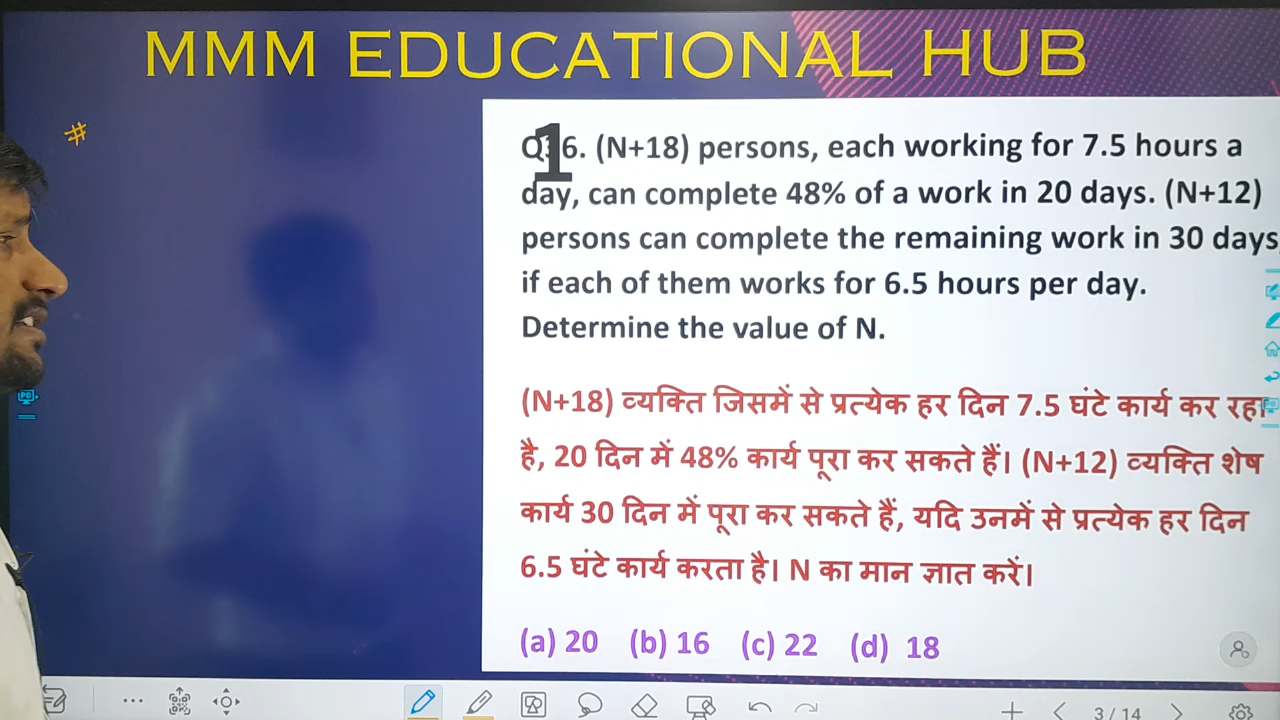 MMM EDUCATIONAL HUB
#
Q16. (N+18) persons, each working for 7.5 hours a
day, can complete 48% of a work in 20 days. (N+12)
persons can complete the remaining work in 30 days
if each of them works for 6.5 hours per day.
Determine the value of N.
(N+18) व्यक्ति जिसमें से प्रत्येक हर दिन 7.5 घंटे कार्य कर रहा
है, 20 दिन में 48% कार्य पूरा कर सकते हैं। (N+12) व्यक्ति शेष
कार्य 30 दिन में पूरा कर सकते हैं, यदि उनमें से प्रत्येक हर दिन
6.5 घंटे कार्य करता है। N का मान ज्ञात करें।
(a) 20 (b) 16 (c) 22 (d) 18
3 / 14